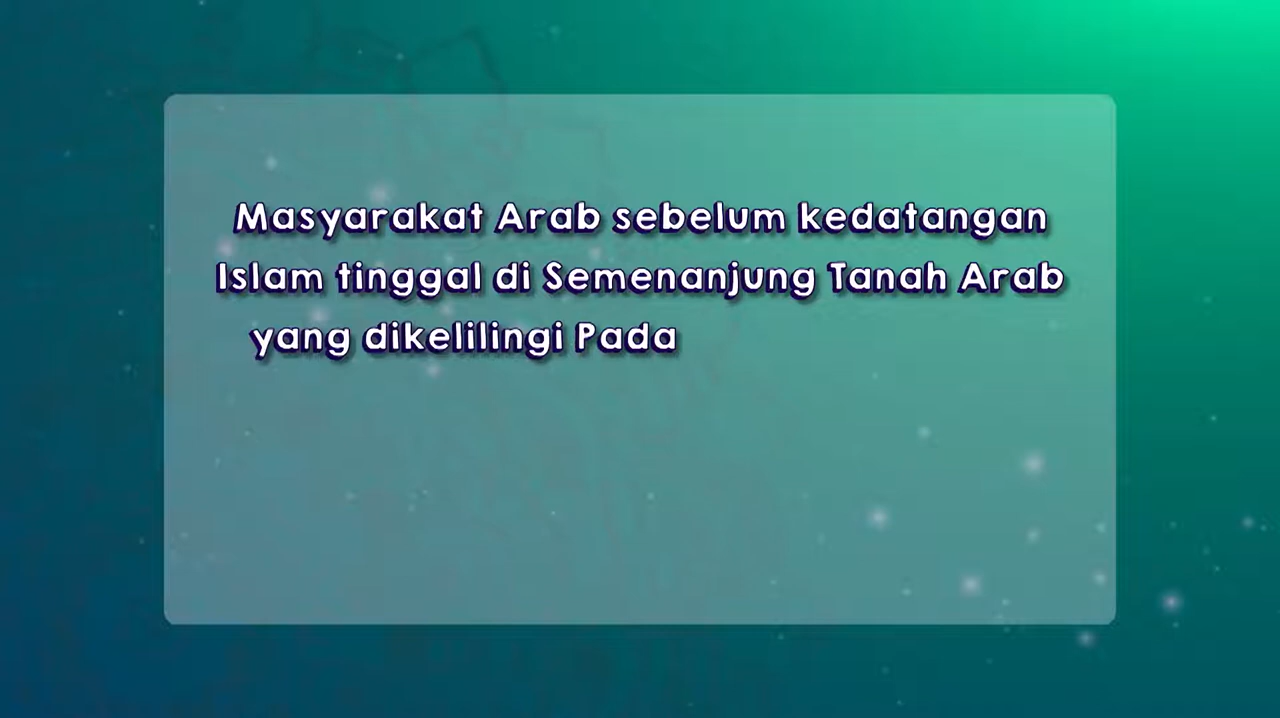 Masyarakat Arab sebelum kedatangan
Islam tinggal di Semenanjung Tanah Arab
yang dikelilingi Pada